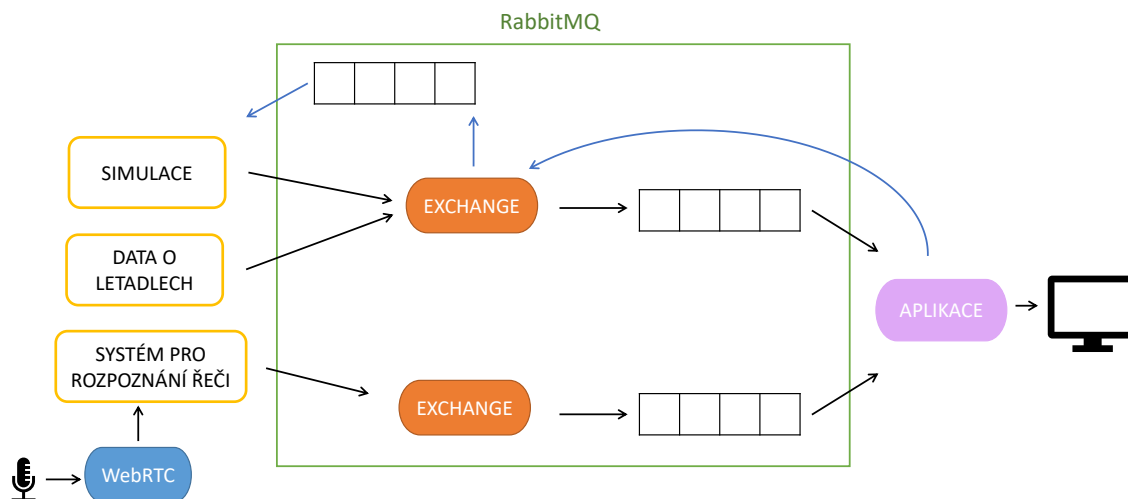 RabbitMQ
SIMULACE
EXCHANGE
DATA O
LETADLECH
APLIKACE
SYSTÉM PRO
ROZPOZNÁNÍ ŘEČI
EXCHANGE
WebRTC